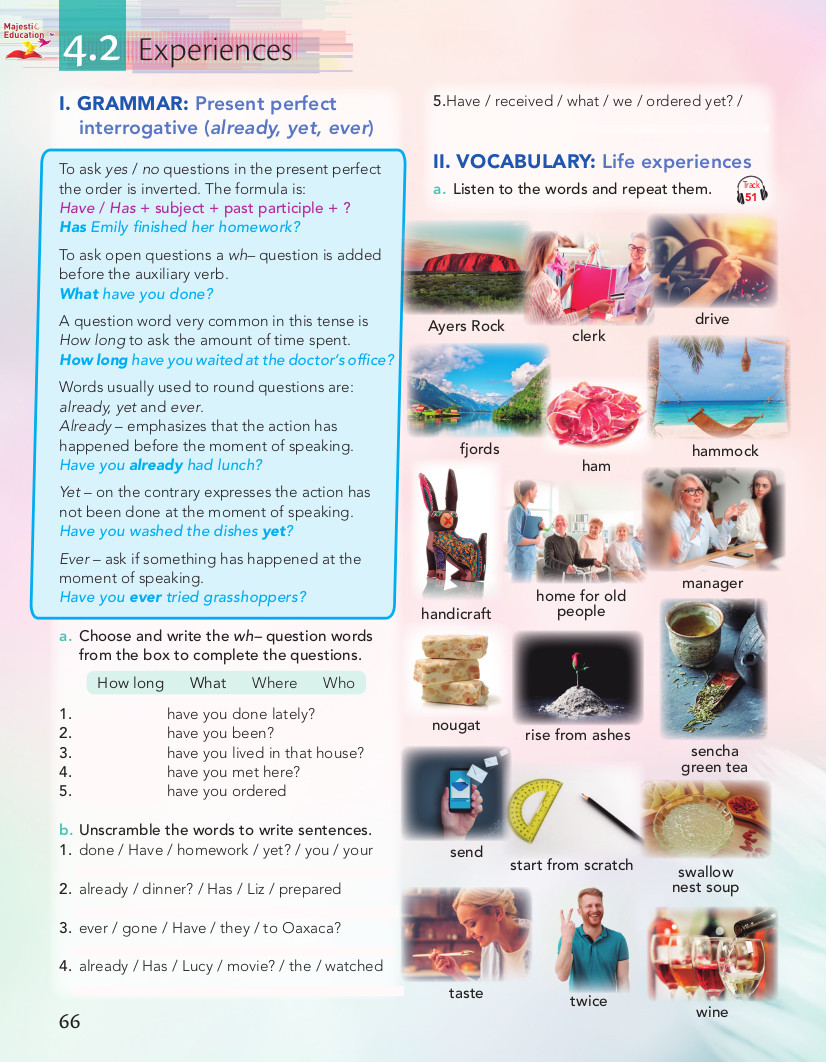 Majestic
Education
4.2 Experiences
I. GRAMMAR: Present perfect
interrogative (already, yet, ever)
To ask yes / no questions in the present perfect
the order is inverted. The formula is:
Have / Has + subject + past participle + ?
Has Emily finished her homework?
To ask open questions a wh– question is added
before the auxiliary verb.
What have you done?
A question word very common in this tense is
How long to ask the amount of time spent.
How long have you waited at the doctor's office?
Words usually used to round questions are:
already, yet and ever.
Already – emphasizes that the action has
happened before the moment of speaking.
Have you already had lunch?
Yet – on the contrary expresses the action has
not been done at the moment of speaking.
Have you washed the dishes yet?
Ever – ask if something has happened at the
moment of speaking.
Have you ever tried grasshoppers?
a. Choose and write the wh– question words
from the box to complete the questions.
How long What Where Who
1. have you done lately?
2. have you been?
3. have you lived in that house?
4. have you met here?
5. have you ordered
b. Unscramble the words to write sentences.
1. done / Have / homework / yet? / you / your
2. already / dinner? / Has / Liz / prepared
3. ever / gone / Have / they / to Oaxaca?
4. already / Has / Lucy / movie? / the / watched
66
5.Have / received / what / we / ordered yet? /
II. VOCABULARY: Life experiences
a. Listen to the words and repeat them.
Track
51
Ayers Rock
clerk
drive
fjords
ham
hammock
handicraft
home for old
people
manager
nougat
rise from ashes
sencha
green tea
send
start from scratch
swallow
nest soup
taste
twice
wine